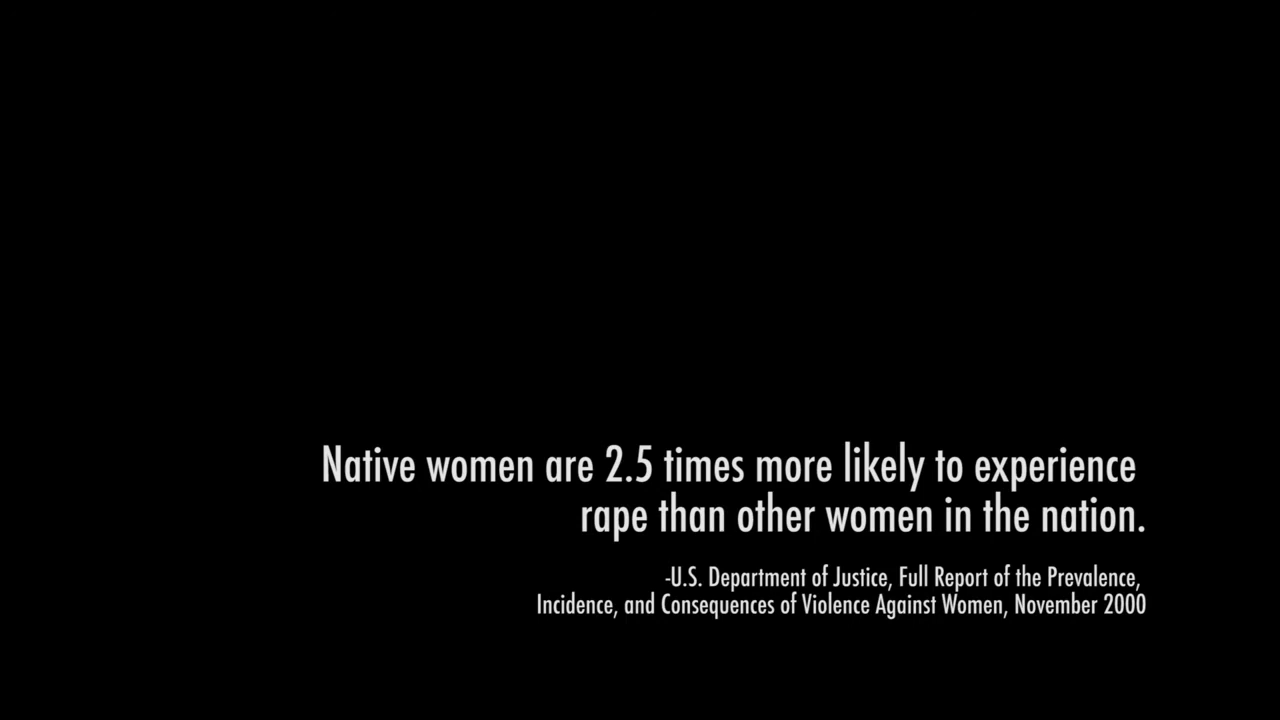 Native women are 2.5 times more likely to experience
rape than other women in the nation.
-U.S. Department of Justice, Full Report of the Prevalence,
Incidence, and Consequences of Violence Against Women, November 2000